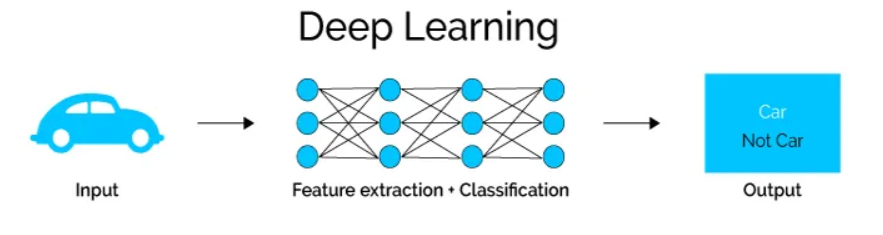 Deep Learning
Car
Not Car
Input
Feature extraction + Classification
Output